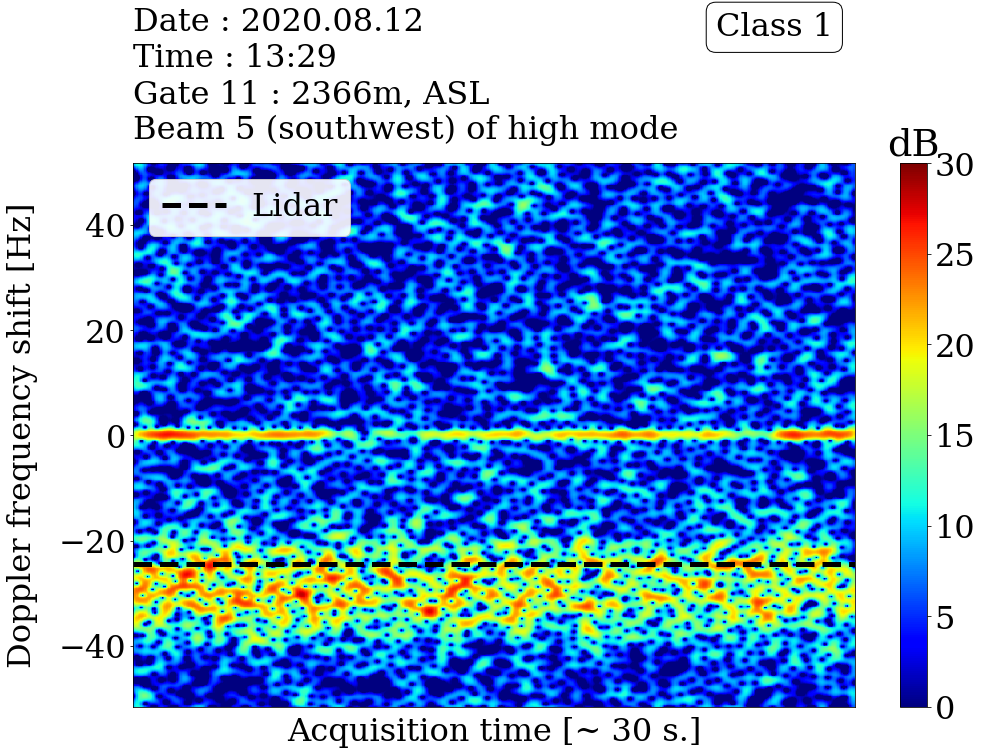 Date : 2020.08.12
Time : 13:29
Gate 11 : 2366m, ASL
Beam 5 (southwest) of high mode
Class 1
dB
Lidar
Doppler frequency shift [Hz]
40
20
0
−20
−40
Acquisition time [~ 30 s.]
30
25
20
15
10
5
0